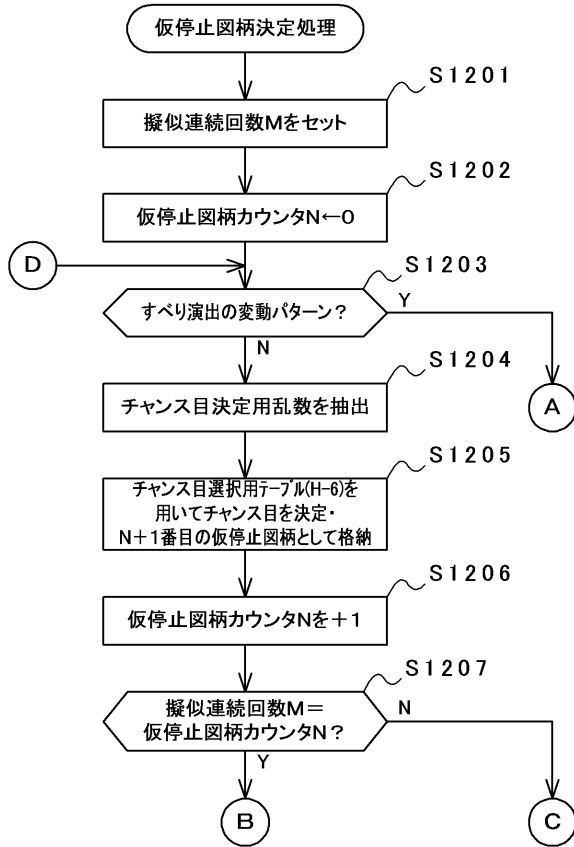 仮停止図柄決定処理
S1201
擬似連続回数Mをセット
S1202
仮停止図柄カウンタN←0
D
S1203
すべり演出の変動パターン?
Y
N
A
S1204
チャンス目決定用乱数を抽出
S1205
チャンス目選択用テーブル(H-6)を
用いてチャンス目を決定・
N+1番目の仮停止図柄として格納
S1206
仮停止図柄カウンタNを+1
S1207
擬似連続回数M=
仮停止図柄カウンタN?
N
Y
B
C